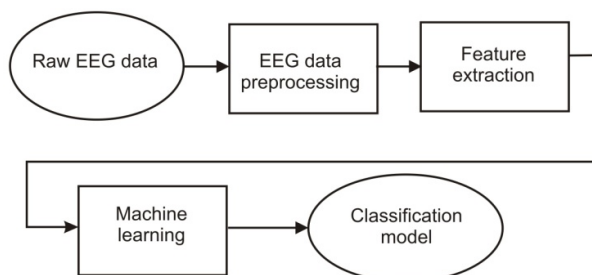 Raw EEG data
EEG data
preprocessing
Feature
extraction
Machine
learning
Classification
model